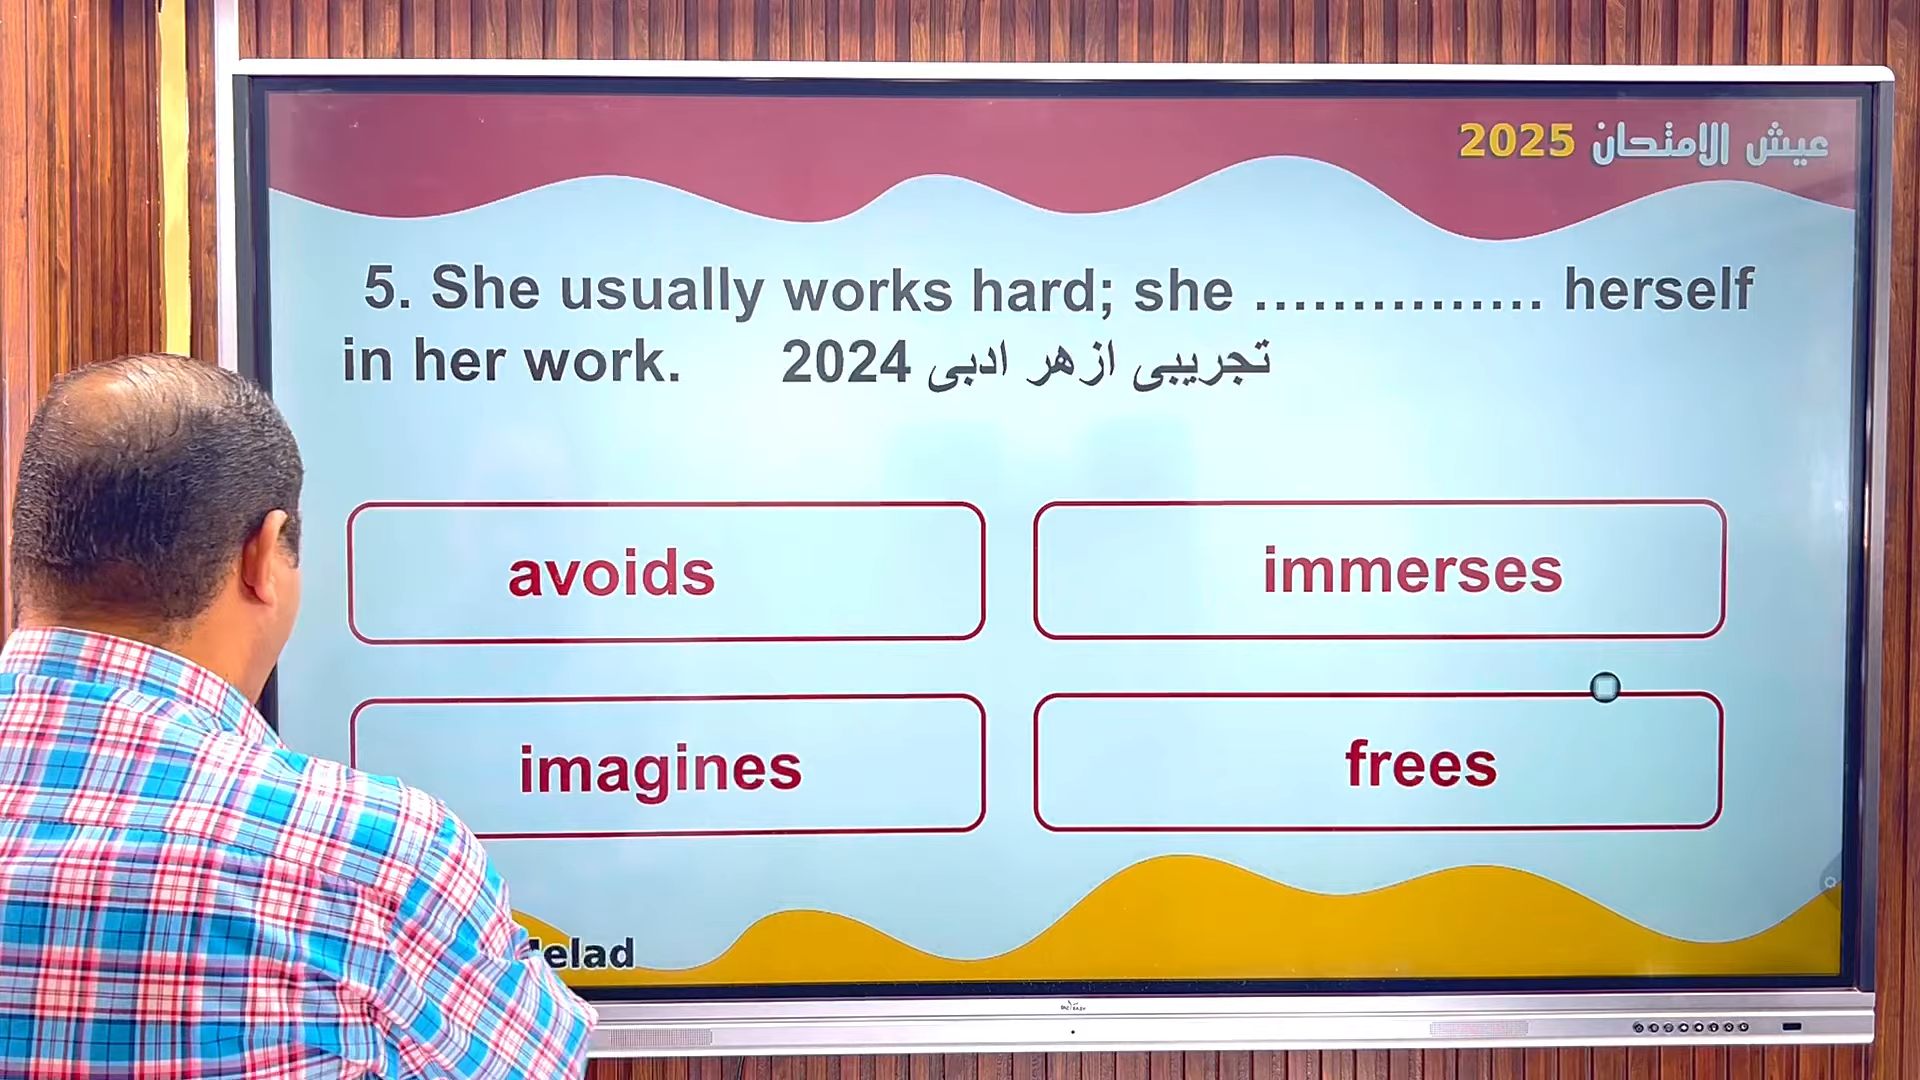 عيش الامتحان 2025
5. She usually works hard; she ............... herself
in her work. تجريبى ازهر ادبى 2024
avoids
immerses
imagines
frees
elad